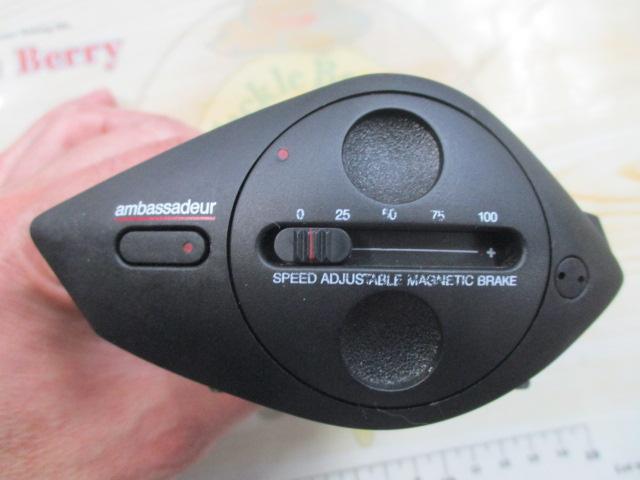 Berry
ambassadeur
0 25 50 75 100
+
SPEED ADJUSTABLE MAGNETIC BRAKE